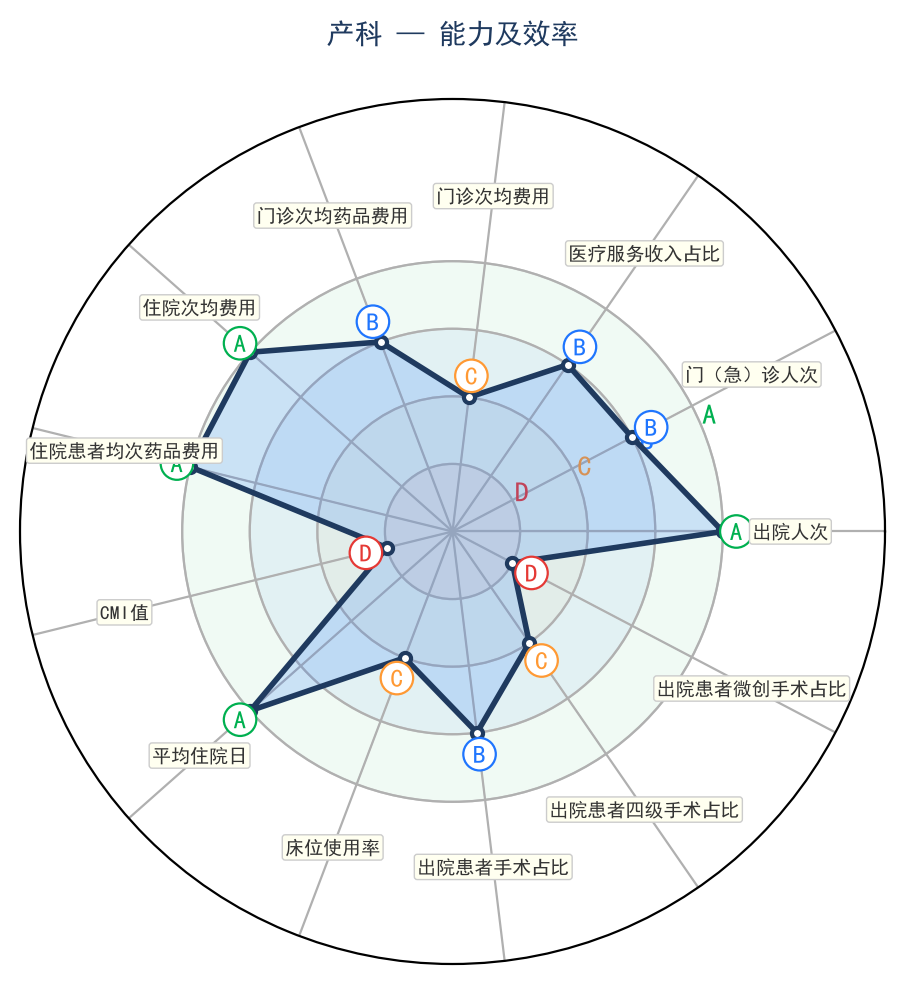 产科 — 能力及效率
门诊次均费用
门诊次均药品费用
医疗服务收入占比
住院次均费用
A
B
B
C
门（急）诊人次
A
B
住院患者均次药品费用
A
C
D
A
出院人次
D
D
CMI值
C
C
出院患者微创手术占比
A
平均住院日
B
出院患者四级手术占比
床位使用率
出院患者手术占比